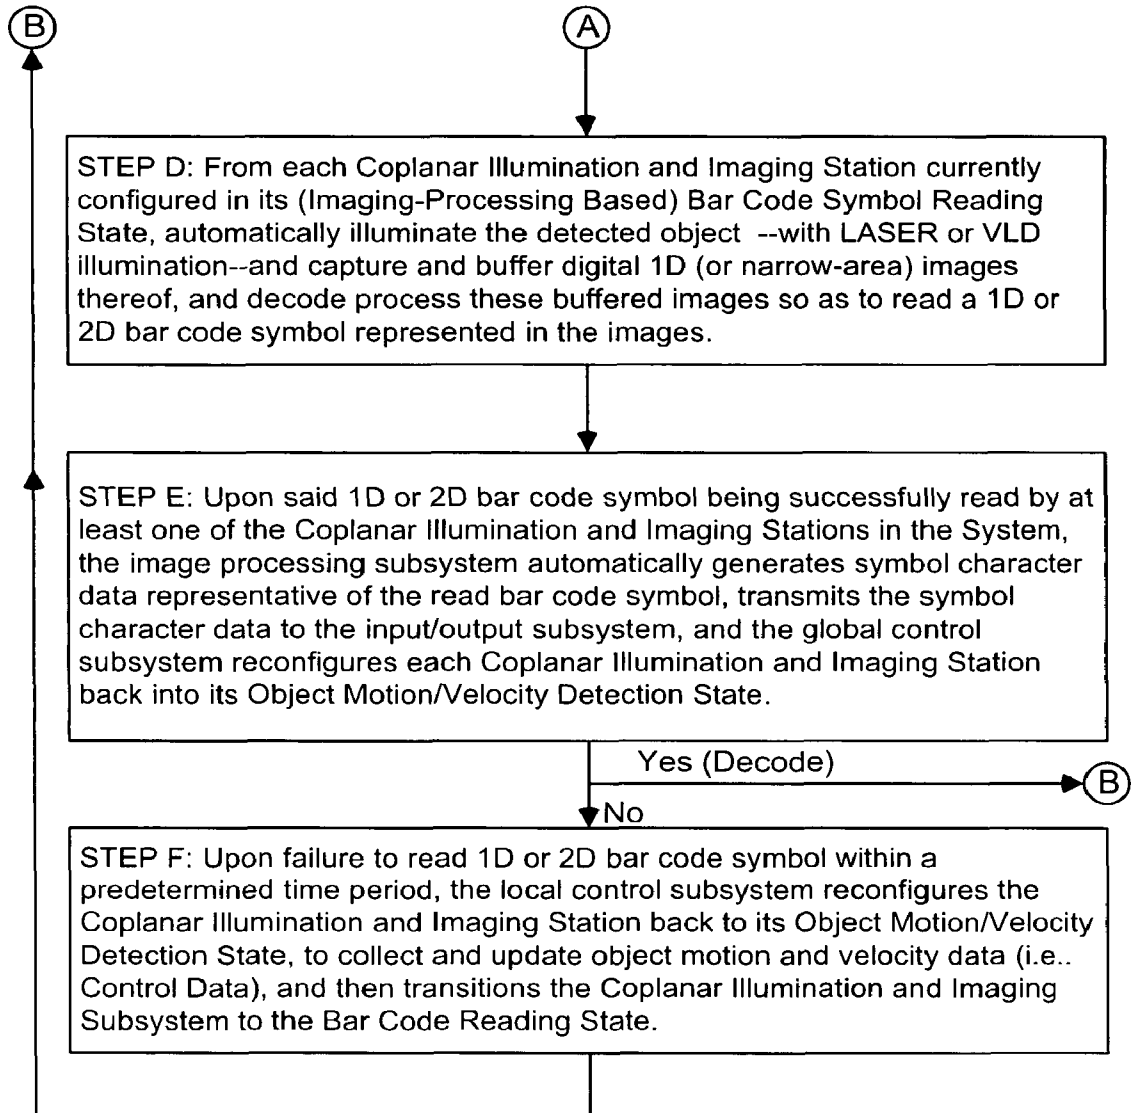 B
A
STEP D: From each Coplanar Illumination and Imaging Station currently
configured in its (Imaging-Processing Based) Bar Code Symbol Reading
State, automatically illuminate the detected object --with LASER or VLD
illumination--and capture and buffer digital 1D (or narrow-area) images
thereof, and decode process these buffered images so as to read a 1D or
2D bar code symbol represented in the images.
STEP E: Upon said 1D or 2D bar code symbol being successfully read by at
least one of the Coplanar Illumination and Imaging Stations in the System,
the image processing subsystem automatically generates symbol character
data representative of the read bar code symbol, transmits the symbol
character data to the input/output subsystem, and the global control
subsystem reconfigures each Coplanar Illumination and Imaging Station
back into its Object Motion/Velocity Detection State.
Yes (Decode)
B
No
STEP F: Upon failure to read 1D or 2D bar code symbol within a
predetermined time period, the local control subsystem reconfigures the
Coplanar Illumination and Imaging Station back to its Object Motion/Velocity
Detection State, to collect and update object motion and velocity data (i.e..
Control Data), and then transitions the Coplanar Illumination and Imaging
Subsystem to the Bar Code Reading State.